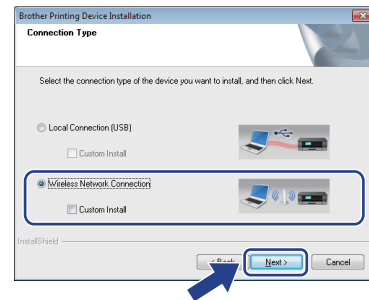 Brother Printing Device Installation
Connection Type
Select the connection type of the device you want to install, and then click Next.
Local Connection (USB)
Custom Install
Wireless Network Connection
Custom Install
InstallShield
< Back Next > Cancel